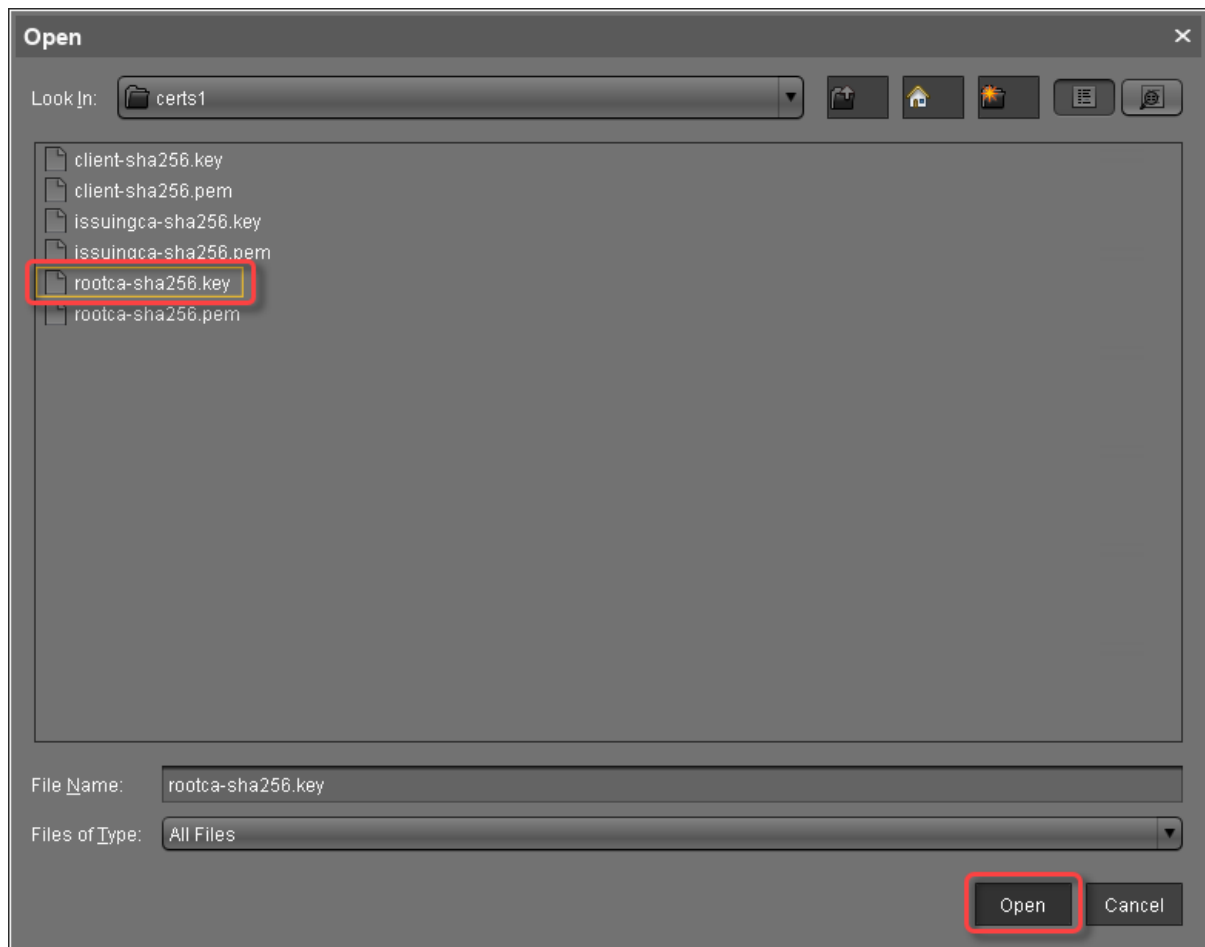 Open
Look In: certs1
client-sha256.key
client-sha256.pem
issuingca-sha256.key
issuingca-sha256.pem
rootca-sha256.key
rootca-sha256.pem
File Name: rootca-sha256.key
Files of Type: All Files
Open Cancel